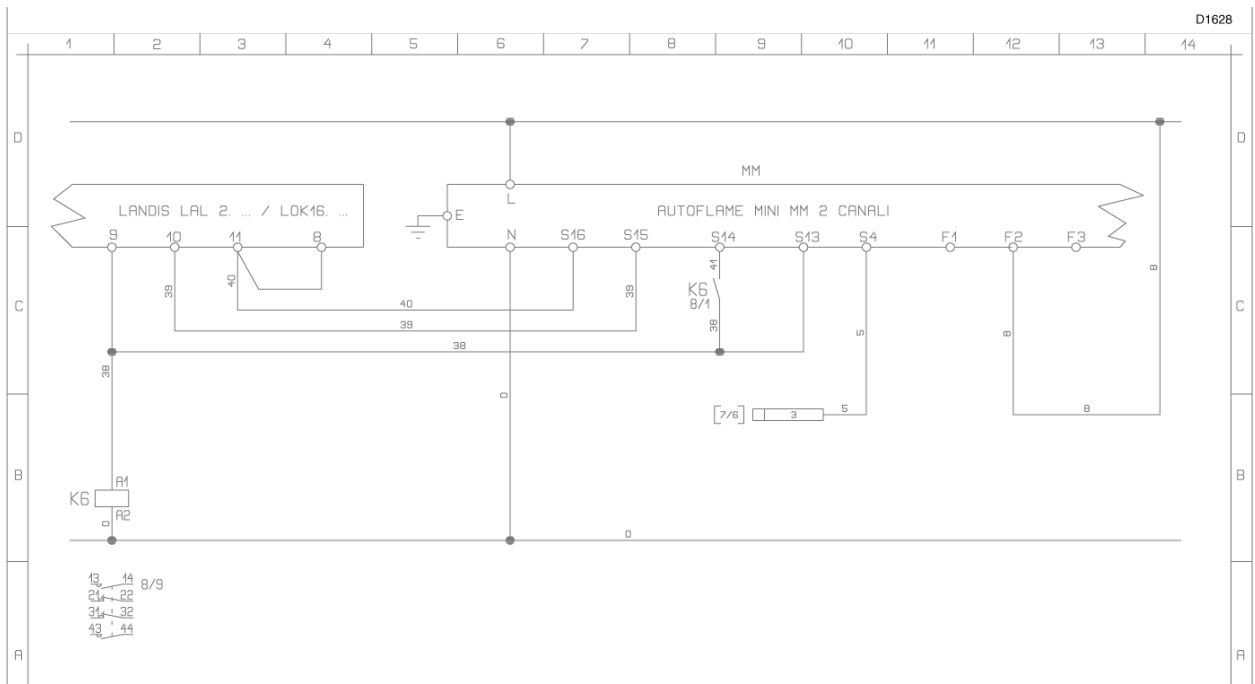 D1628
1 2 3 4 5 6 7 8 9 10 11 12 13 14
D D
MM
LANDIS LAL 2. ... / LOK16. ...
L
E
AUTOFLAME MINI MM 2 CANALI
9 10 11 8 N S16 S15 S14 S13 S4 F1 F2 F3
41
8
39 40 39
K6
8/1
C C
40
39
38
38
5
8
38
0
[7/6] 3 5
8
B B
A1
K6
A2
0
0
13 14 8/9
21 22
31 32
43 44
A A